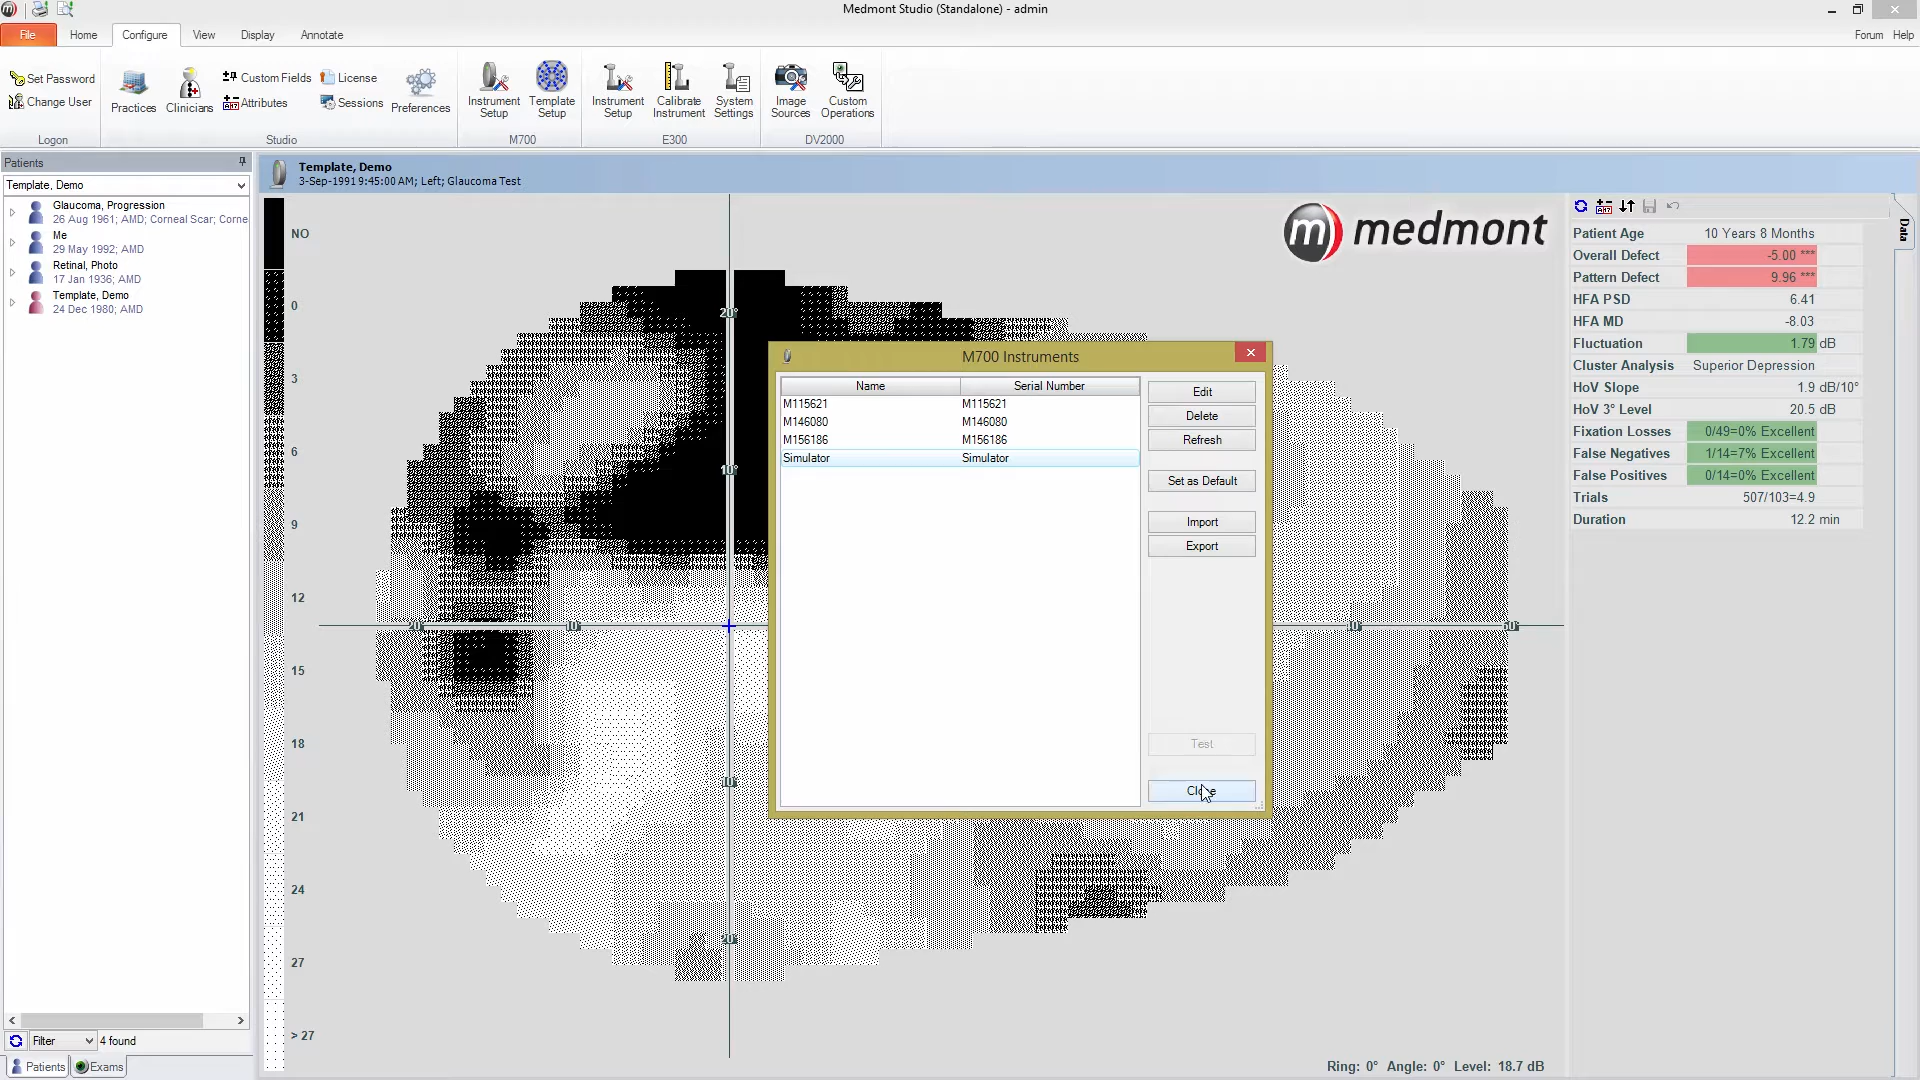 Medmont Studio (Standalone) - admin
File Home Configure View Display Annotate Forum Help
Set Password
Change User
Logon
Practices
Clinicians
Custom Fields
Attributes
License
Sessions
Preferences
Studio
Instrument Setup
Template Setup
M700
Instrument Setup
Calibrate Instrument
System Settings
E300
Image Sources
Custom Operations
DV2000
Patients
Template, Demo
Glaucoma, Progression
26 Aug 1961; AMD; Corneal Scar; Corne
Me
29 May 1992; AMD
Retinal, Photo
17 Jan 1936; AMD
Template, Demo
24 Dec 1980; AMD
Filter 4 found
Patients Exams
Template, Demo
3-Sep-1991 9:45:00 AM; Left; Glaucoma Test
medmont
NO
0
3
6
9
12
15
18
21
24
27
> 27
20°
10°
20°
10°
M700 Instruments
Name Serial Number
M115621 M115621
M146080 M146080
M156186 M156186
Simulator Simulator
Edit
Delete
Refresh
Set as Default
Import
Export
Test
Data
Patient Age 10 Years 8 Months
Overall Defect -5.00 ***
Pattern Defect 9.96 ***
HFA PSD 6.41
HFA MD -8.03
Fluctuation 1.79 dB
Cluster Analysis Superior Depression
HoV Slope 1.9 dB/10°
HoV 3° Level 20.5 dB
Fixation Losses 0/49=0% Excellent
False Negatives 1/14=7% Excellent
False Positives 0/14=0% Excellent
Trials 507/103=4.9
Duration 12.2 min
Ring: 0° Angle: 0° Level: 18.7 dB